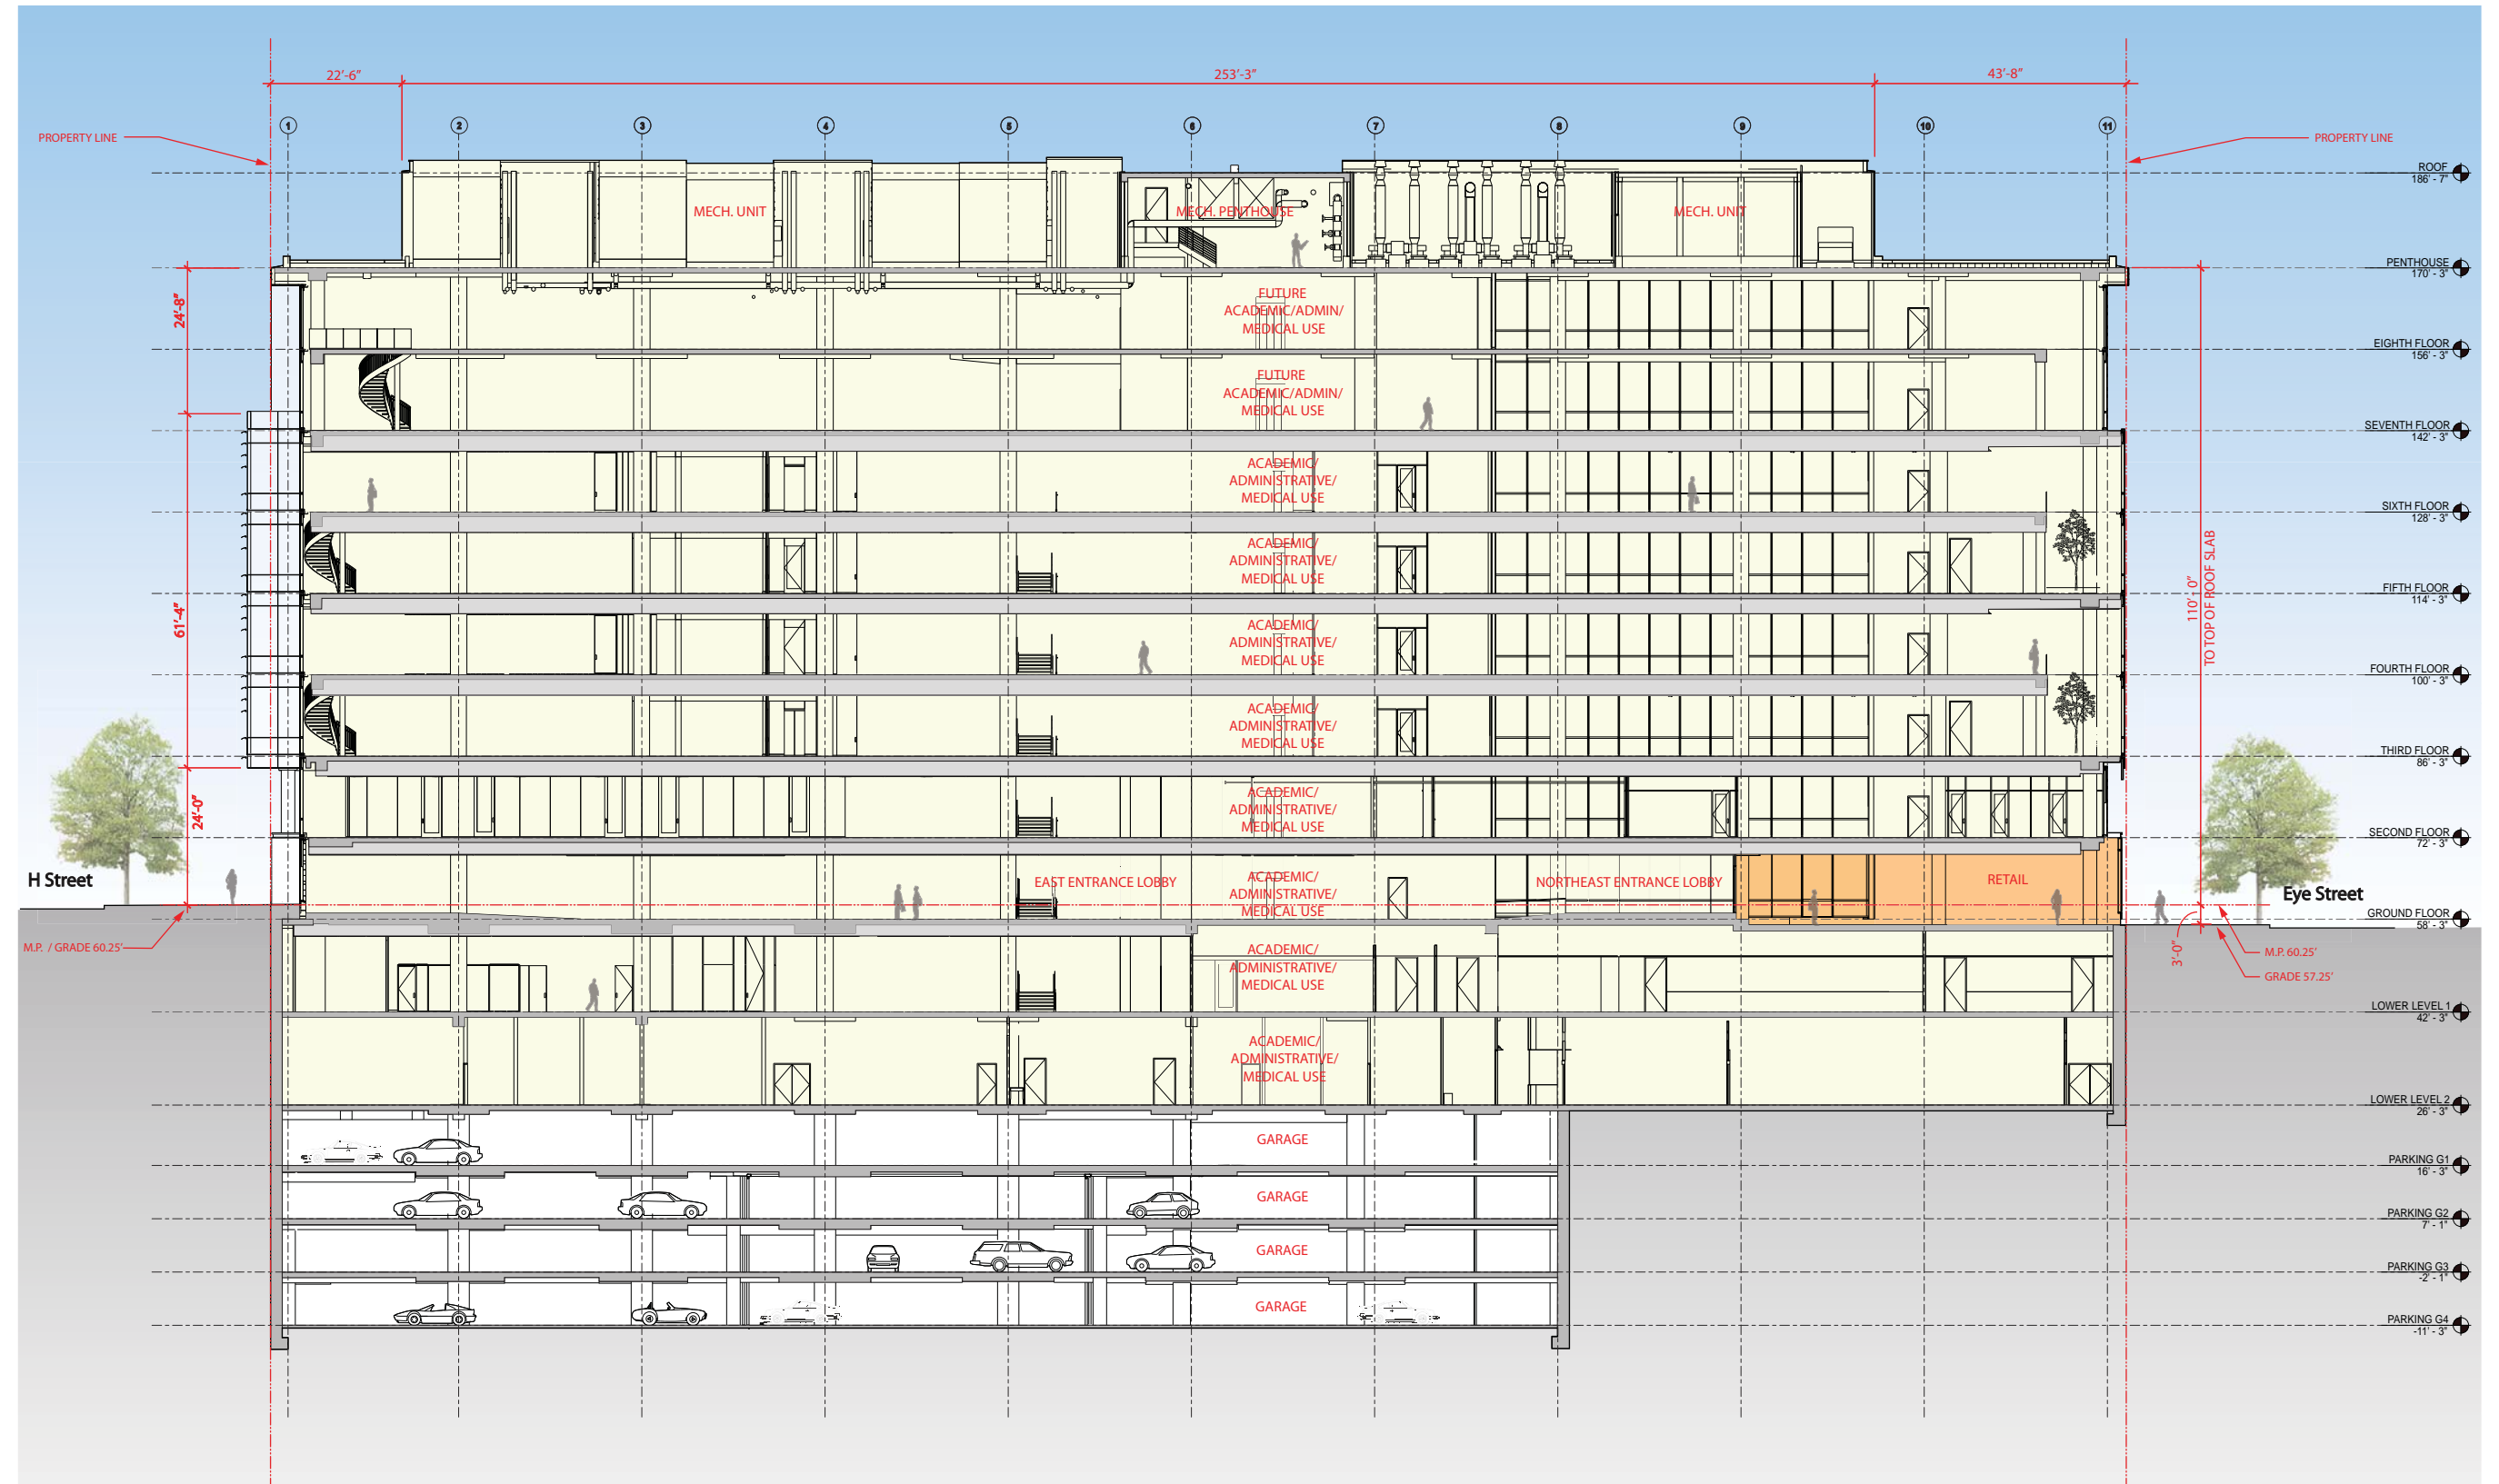 22'-6"
253'-3"
43'-8"
1
2
3
4
5
6
7
8
9
10
11
PROPERTY LINE
PROPERTY LINE
ROOF
186' - 7"
MECH. UNIT
MECH. PENTHOUSE
MECH. UNIT
PENTHOUSE
170' - 3"
24'-8"
FUTURE
ACADEMIC/ADMIN/
MEDICAL USE
EIGHTH FLOOR
156' - 3"
FUTURE
ACADEMIC/ADMIN/
MEDICAL USE
SEVENTH FLOOR
142' - 3"
ACADEMIC/
ADMINISTRATIVE/
MEDICAL USE
SIXTH FLOOR
128' - 3"
ACADEMIC/
ADMINISTRATIVE/
MEDICAL USE
110' - 0"
TO TOP OF ROOF SLAB
FIFTH FLOOR
114' - 3"
61'-4"
ACADEMIC/
ADMINISTRATIVE/
MEDICAL USE
FOURTH FLOOR
100' - 3"
ACADEMIC/
ADMINISTRATIVE/
MEDICAL USE
THIRD FLOOR
86' - 3"
24'-0"
ACADEMIC/
ADMINISTRATIVE/
MEDICAL USE
SECOND FLOOR
72' - 3"
H Street
EAST ENTRANCE LOBBY
ACADEMIC/
ADMINISTRATIVE/
MEDICAL USE
NORTHEAST ENTRANCE LOBBY
RETAIL
Eye Street
GROUND FLOOR
58' - 3"
M.P. / GRADE 60.25'
3'-0"
M.P. 60.25'
GRADE 57.25'
ACADEMIC/
ADMINISTRATIVE/
MEDICAL USE
LOWER LEVEL 1
42' - 3"
ACADEMIC/
ADMINISTRATIVE/
MEDICAL USE
LOWER LEVEL 2
26' - 3"
GARAGE
PARKING G1
16' - 3"
GARAGE
PARKING G2
7' - 1"
GARAGE
PARKING G3
-2' - 1"
GARAGE
PARKING G4
-11' - 3"